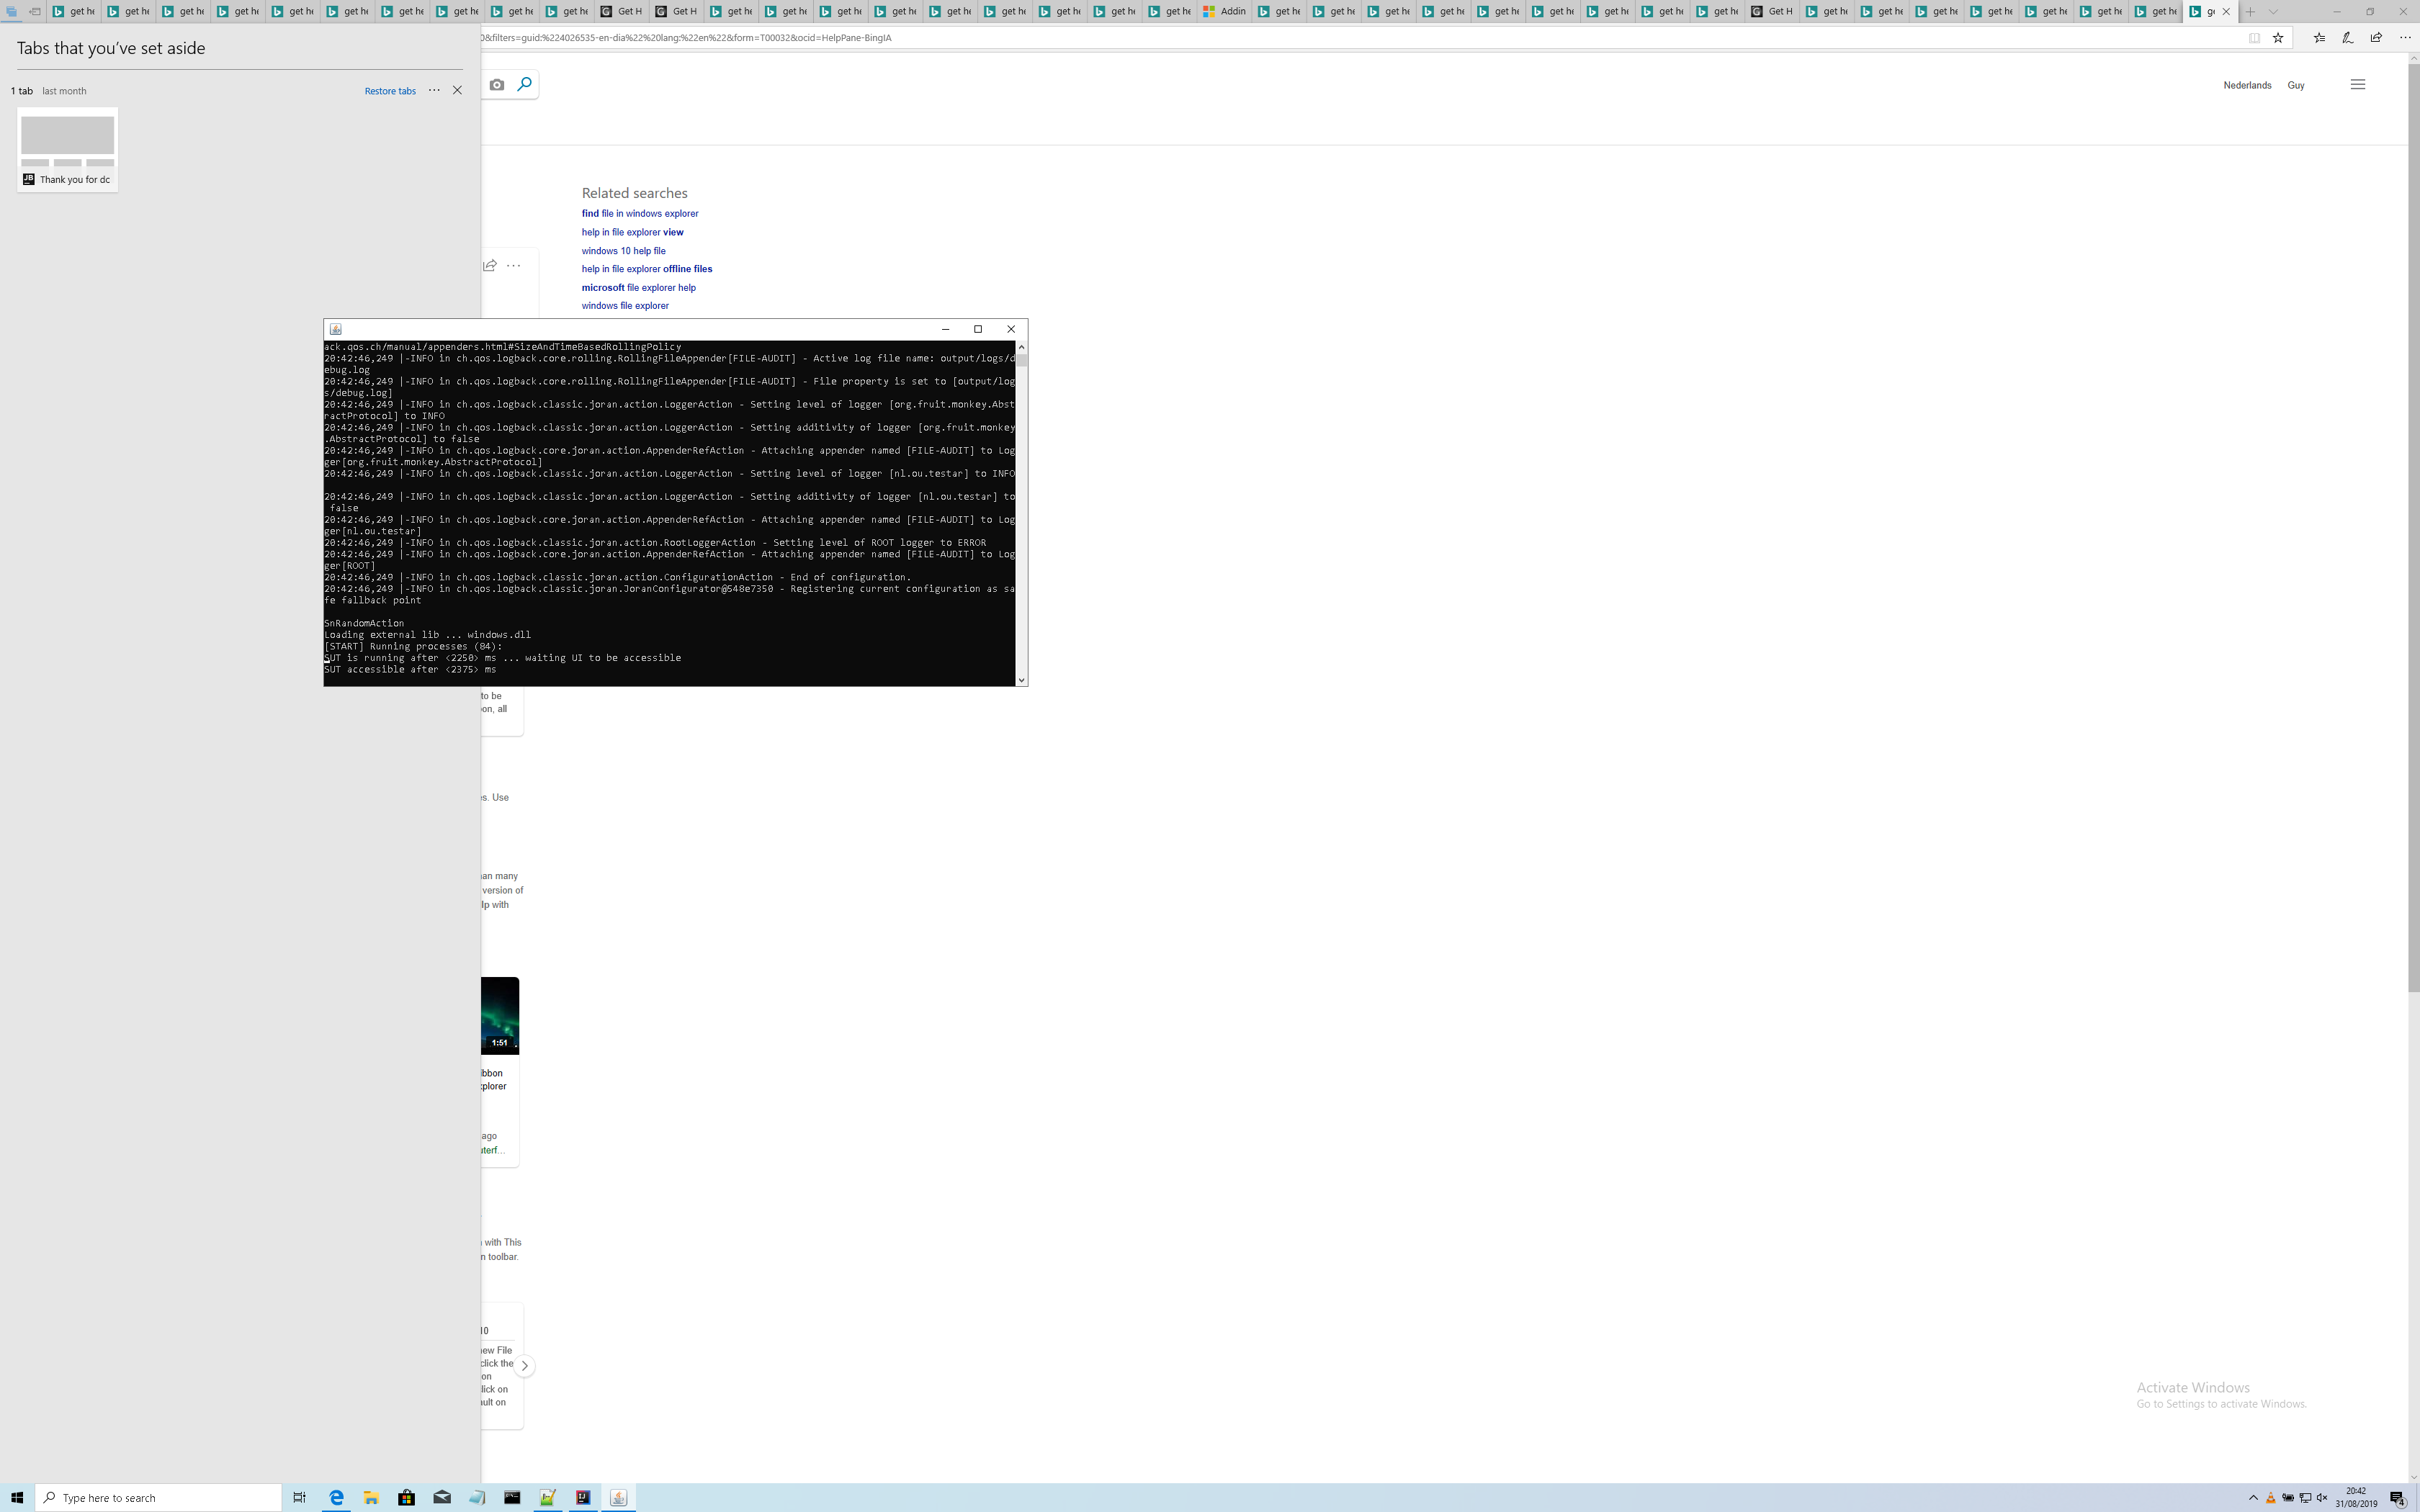 get he get he get he get he get he get he get he get he get he get he Get H Get H get he get he get he get he get he get he get he get he get he Addin get he get he get he get he get he get he get he get he get he Get H get he get he get he get he get he get he get he ge
Tabs that you've set aside
0&filters=guid:%224026535-en-dia%22%20lang:%22en%22&form=T00032&ocid=HelpPane-BingIA
1 tab last month Restore tabs
Nederlands Guy
Thank you for dc
Related searches
find file in windows explorer
help in file explorer view
windows 10 help file
help in file explorer offline files
microsoft file explorer help
windows file explorer
ack.qos.ch/manual/appenders.html#SizeAndTimeBasedRollingPolicy
20:42:46,249 |-INFO in ch.qos.logback.core.rolling.RollingFileAppender[FILE-AUDIT] - Active log file name: output/logs/d
ebug.log
20:42:46,249 |-INFO in ch.qos.logback.core.rolling.RollingFileAppender[FILE-AUDIT] - File property is set to [output/log
s/debug.log]
20:42:46,249 |-INFO in ch.qos.logback.classic.joran.action.LoggerAction - Setting level of logger [org.fruit.monkey.Abst
ractProtocol] to INFO
20:42:46,249 |-INFO in ch.qos.logback.classic.joran.action.LoggerAction - Setting additivity of logger [org.fruit.monkey
.AbstractProtocol] to false
20:42:46,249 |-INFO in ch.qos.logback.core.joran.action.AppenderRefAction - Attaching appender named [FILE-AUDIT] to Log
ger[org.fruit.monkey.AbstractProtocol]
20:42:46,249 |-INFO in ch.qos.logback.classic.joran.action.LoggerAction - Setting level of logger [nl.ou.testar] to INFO
20:42:46,249 |-INFO in ch.qos.logback.classic.joran.action.LoggerAction - Setting additivity of logger [nl.ou.testar] to
false
20:42:46,249 |-INFO in ch.qos.logback.core.joran.action.AppenderRefAction - Attaching appender named [FILE-AUDIT] to Log
ger[nl.ou.testar]
20:42:46,249 |-INFO in ch.qos.logback.classic.joran.action.RootLoggerAction - Setting level of ROOT logger to ERROR
20:42:46,249 |-INFO in ch.qos.logback.core.joran.action.AppenderRefAction - Attaching appender named [FILE-AUDIT] to Log
ger[ROOT]
20:42:46,249 |-INFO in ch.qos.logback.classic.joran.action.ConfigurationAction - End of configuration.
20:42:46,249 |-INFO in ch.qos.logback.classic.joran.JoranConfigurator@548e7350 - Registering current configuration as sa
fe fallback point
SnRandomAction
Loading external lib ... windows.dll
[START] Running processes (84):
SUT is running after <2250> ms ... waiting UI to be accessible
SUT accessible after <2375> ms
to be
on, all
es. Use
an many
version of
lp with
1:51
ibbon
xplorer
ago
uterf...
with This
n toolbar.
10
ew File
click the
on
lick on
ault on
Activate Windows
Go to Settings to activate Windows.
Type here to search
20:42
31/08/2019
4